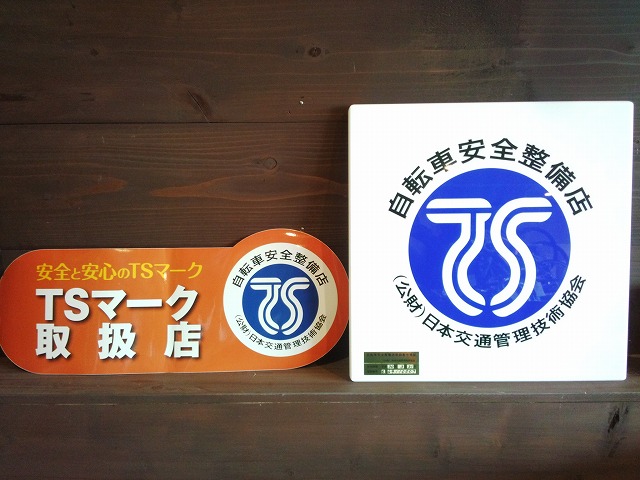 安全と安心のTSマーク
TSマーク
取扱店
自転車安全整備店
TS
(公財)日本交通管理技術協会
自転車安全整備店
TS
(公財)日本交通管理技術協会